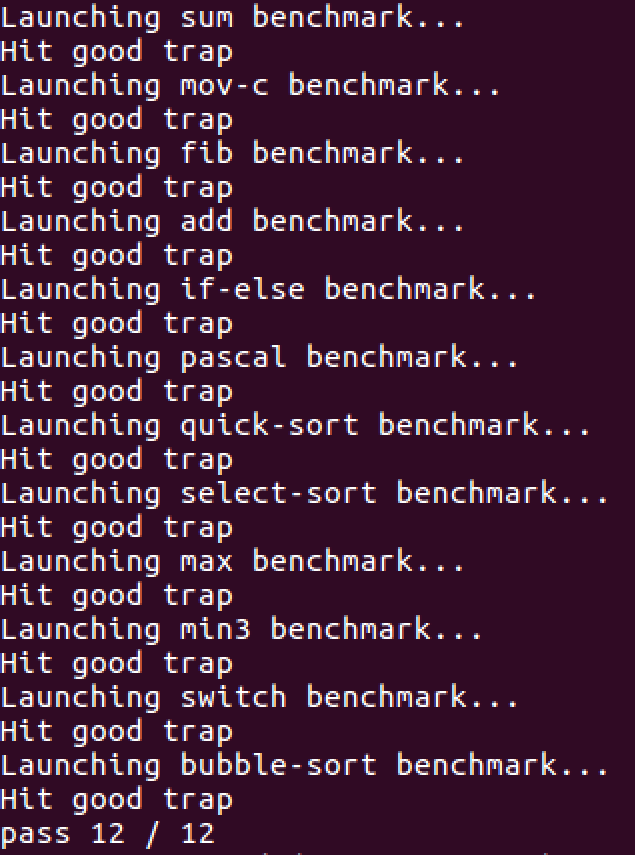 Launching sum benchmark...
Hit good trap
Launching mov-c benchmark...
Hit good trap
Launching fib benchmark...
Hit good trap
Launching add benchmark...
Hit good trap
Launching if-else benchmark...
Hit good trap
Launching pascal benchmark...
Hit good trap
Launching quick-sort benchmark...
Hit good trap
Launching select-sort benchmark...
Hit good trap
Launching max benchmark...
Hit good trap
Launching min3 benchmark...
Hit good trap
Launching switch benchmark...
Hit good trap
Launching bubble-sort benchmark...
Hit good trap
pass 12 / 12